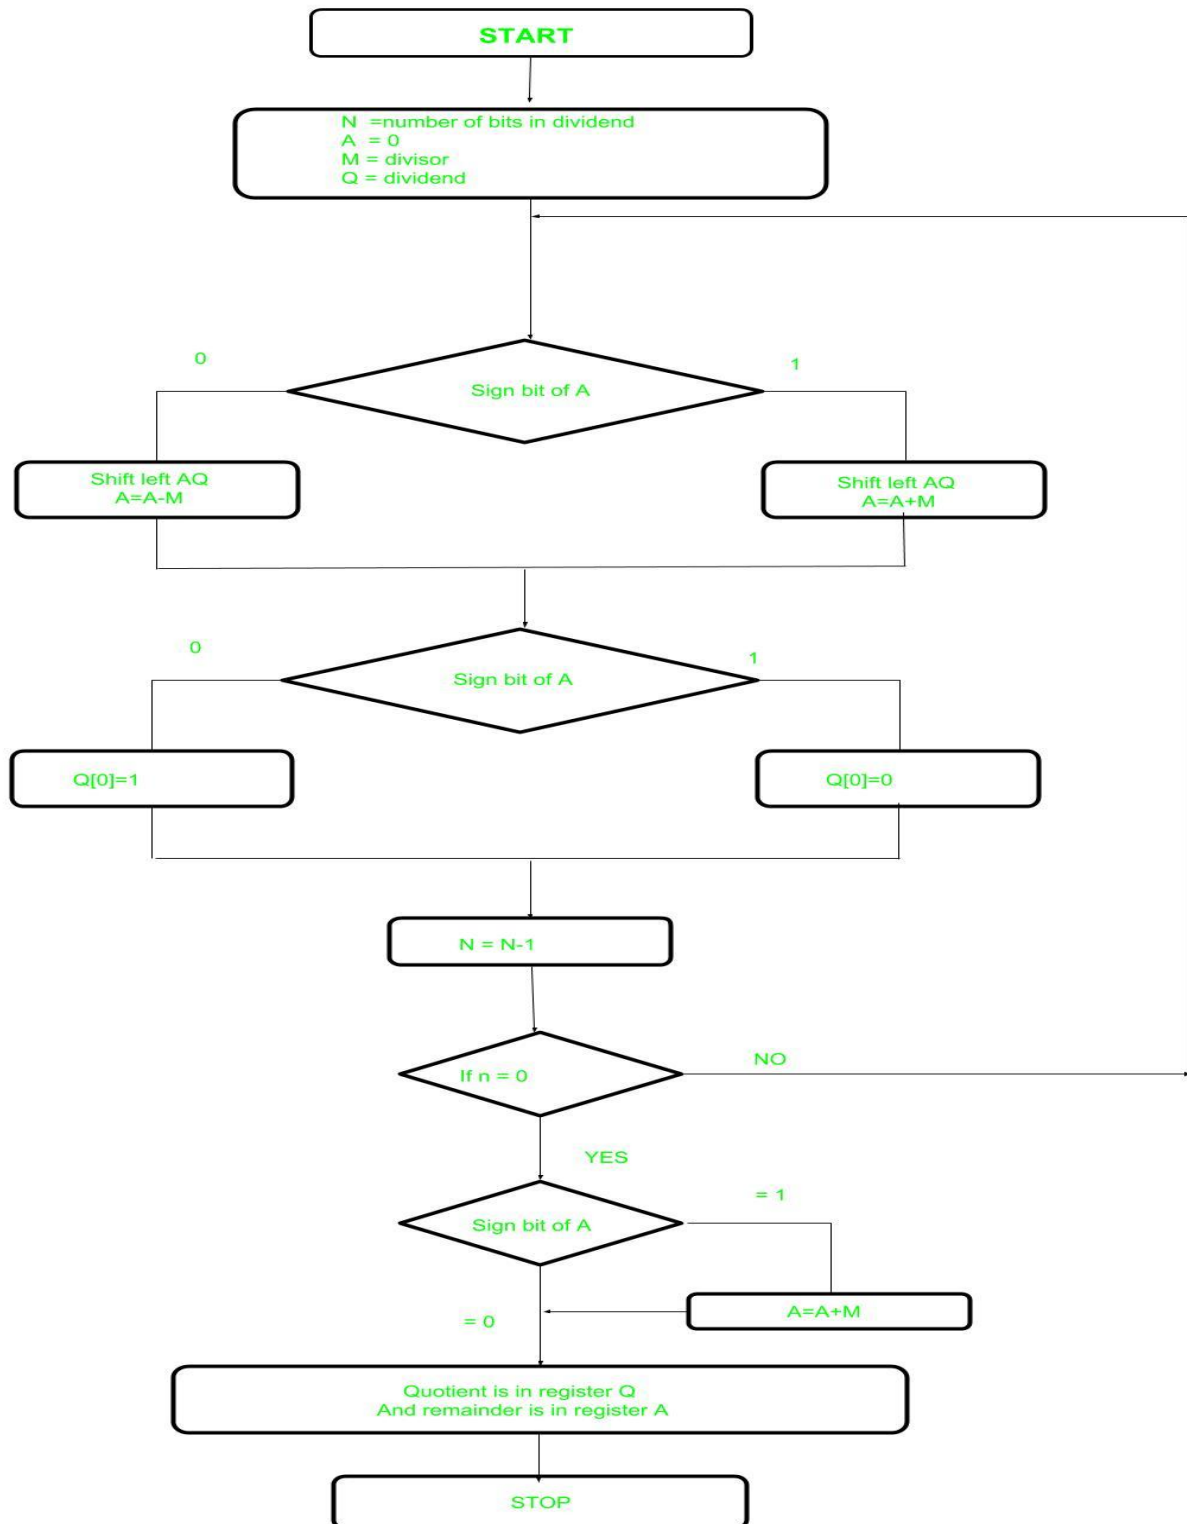 START
N =number of bits in dividend
A = 0
M = divisor
Q = dividend
0
1
Sign bit of A
Shift left AQ
A=A-M
Shift left AQ
A=A+M
0
1
Sign bit of A
Q[0]=1
Q[0]=0
N = N-1
If n = 0
NO
YES
= 1
Sign bit of A
A=A+M
= 0
Quotient is in register Q
And remainder is in register A
STOP